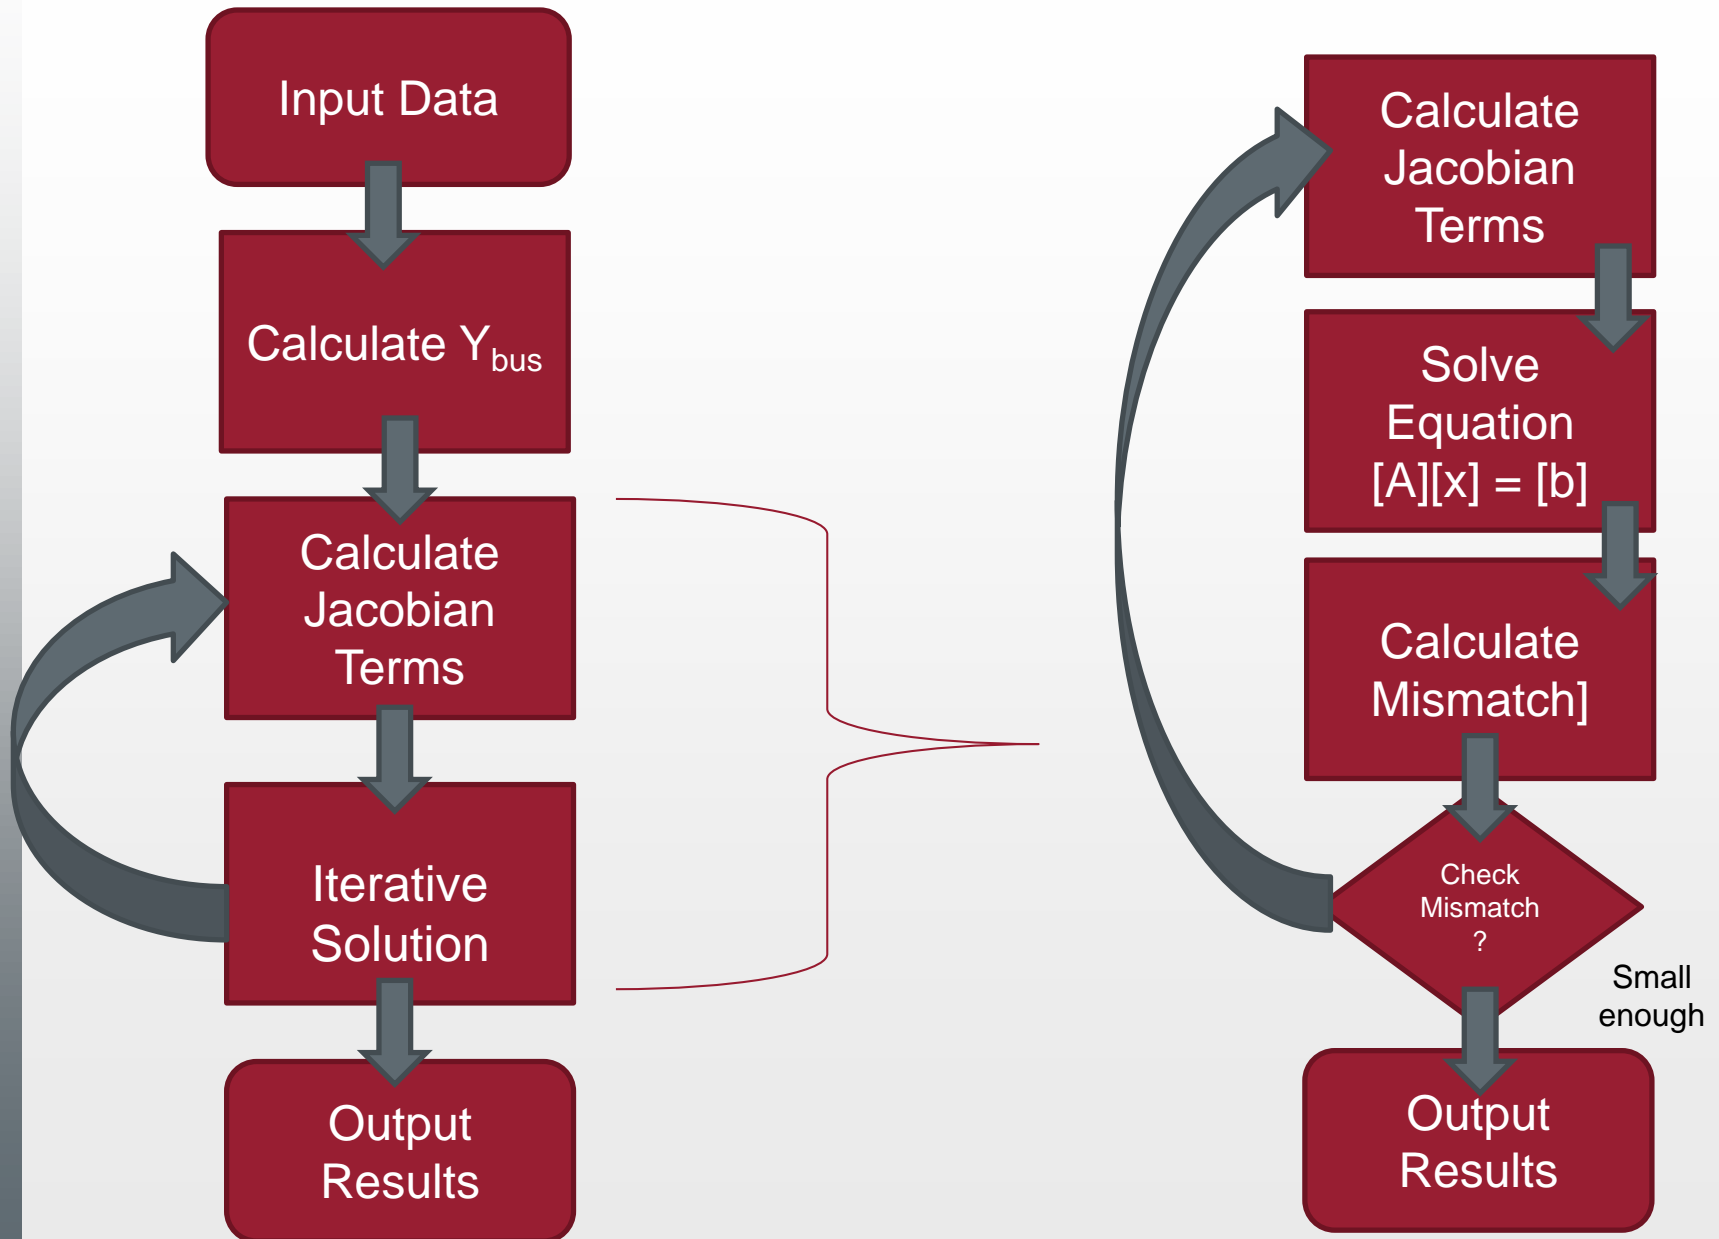 Input Data
Calculate Ybus
Calculate
Jacobian
Terms
Iterative
Solution
Output
Results
Calculate
Jacobian
Terms
Solve
Equation
[A][x] = [b]
Calculate
Mismatch]
Check
Mismatch
?
Small
enough
Output
Results